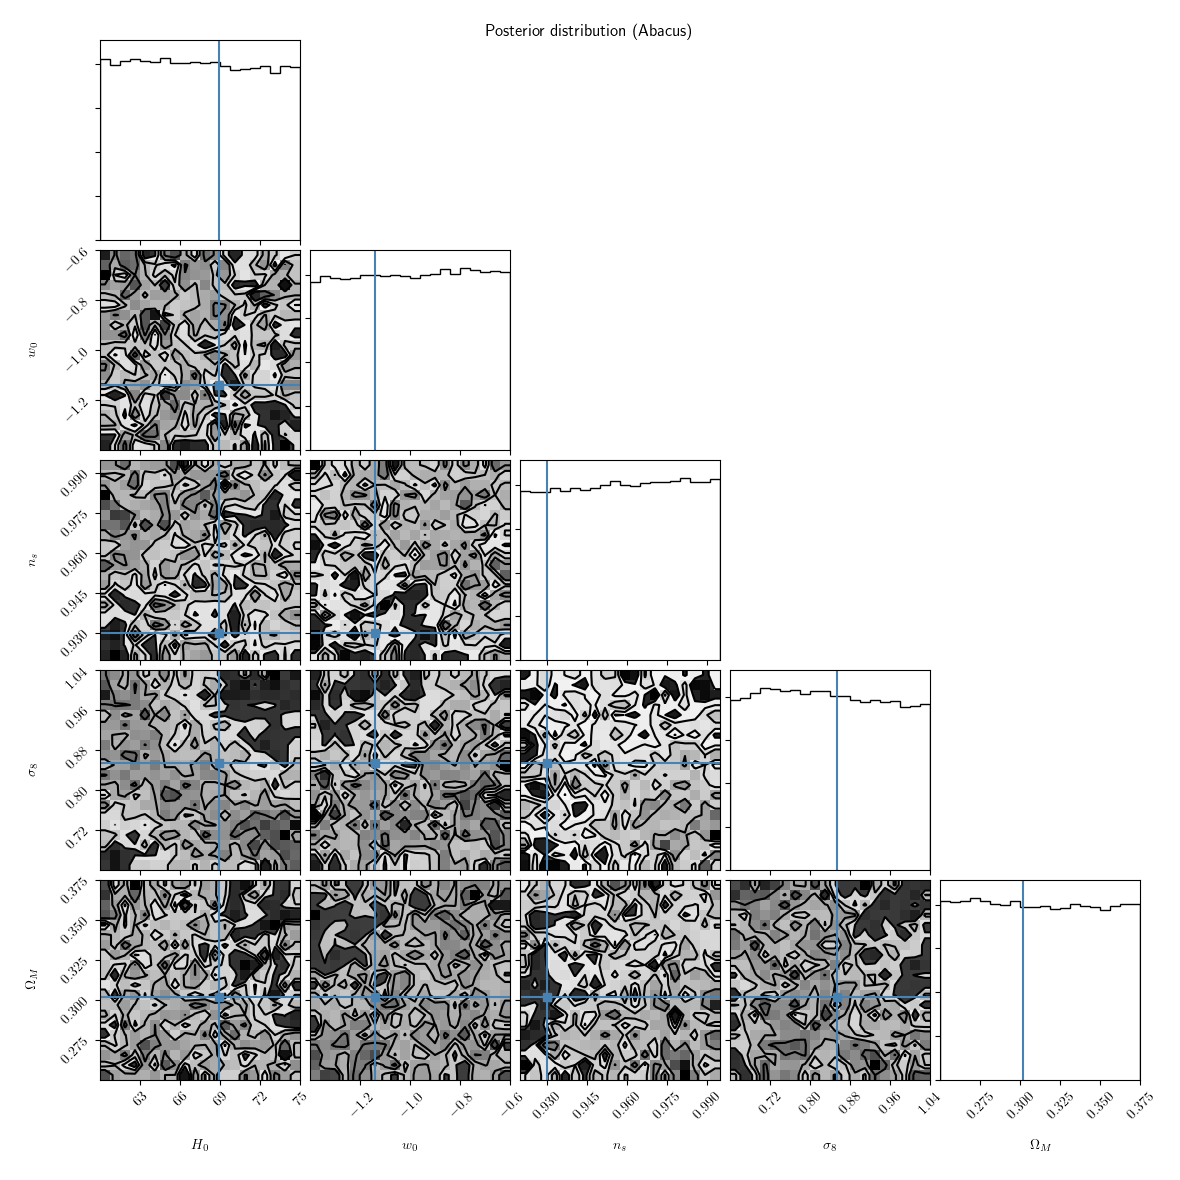 Posterior distribution (Abacus)
−0.6
−0.8
−1.0
−1.2
w₀
0.990
0.975
0.960
0.945
0.930
nₛ
1.04
0.96
0.88
0.80
0.72
σ₈
0.375
0.350
0.325
0.300
0.275
Ω_M
63 66 69 72 75
−1.2 −1.0 −0.8 −0.6
0.930 0.945 0.960 0.975 0.990
0.72 0.80 0.88 0.96 1.04
0.275 0.300 0.325 0.350 0.375
H₀ w₀ nₛ σ₈ Ω_M